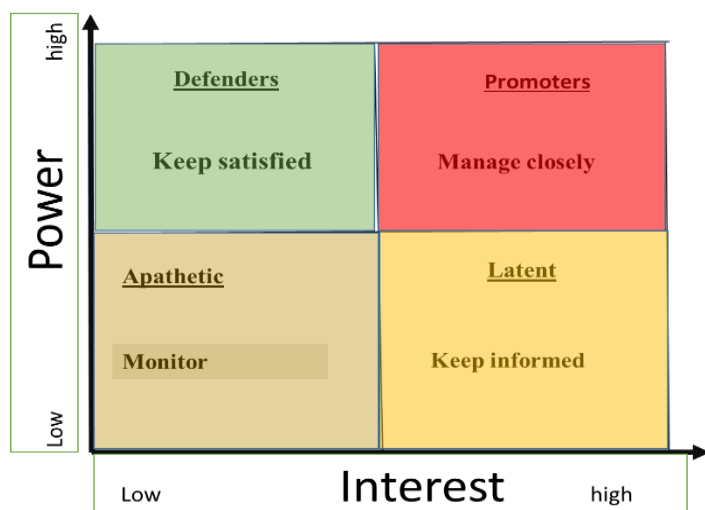 high
Defenders
Promoters
Keep satisfied
Manage closely
Power
Apathetic
Latent
Monitor
Keep informed
Low
Low
Interest
high